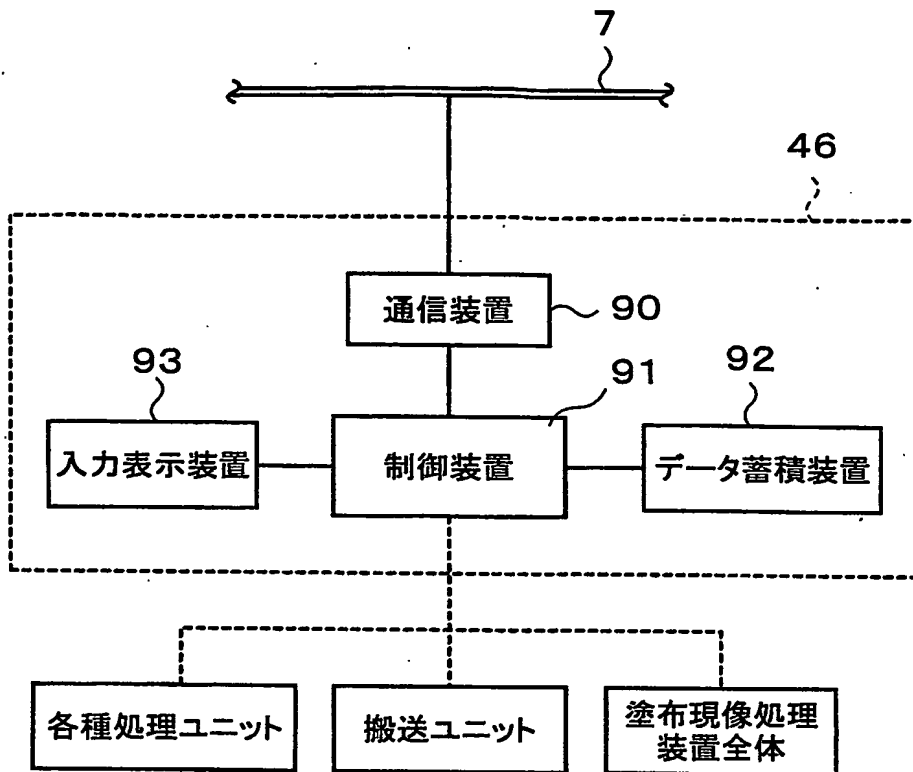 7
46
通信装置
90
93
91
92
入力表示装置
制御装置
データ蓄積装置
各種処理ユニット
搬送ユニット
塗布現像処理
装置全体